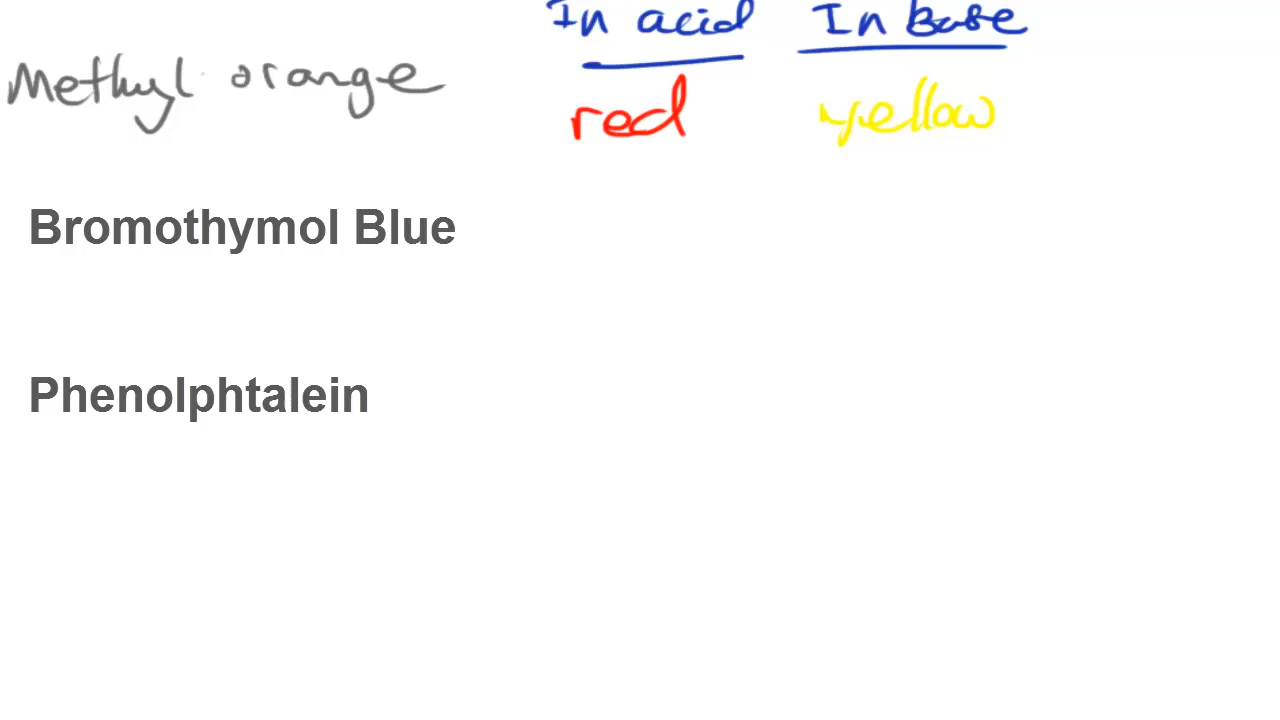 In acid In Base
Methyl orange red yellow
Bromothymol Blue
Phenolphtalein